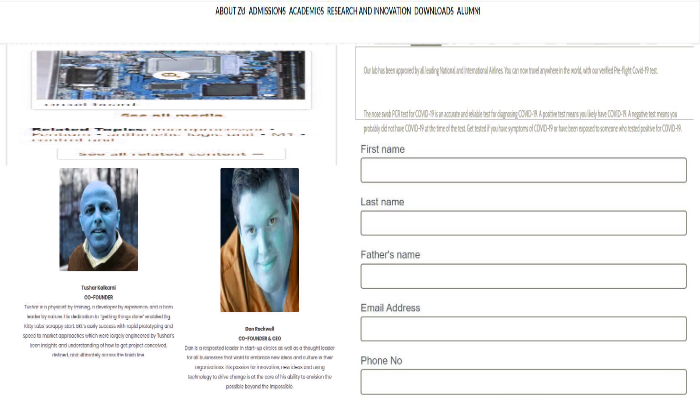 ABOUT ZU ADMISSIONS ACADEMICS RESEARCH AND INNOVATION DOWNLOADS ALUMNI
See all media
Related Topics: microprocessor •
Pentium • arithmetic logic unit • M1 •
control unit
See all related content →
Tushar Kulkarni
CO-FOUNDER
Tushar is a physicist by training, a developer by experience, and a born
leader by nature. His dedication to "getting things done" enabled Big
Kitty Labs' scrappy start. BKL's early success with rapid prototyping and
speed to market approaches which were largely engineered by Tushar's
keen insights and understanding of how to get project conceived,
defined, and ultimately across the finish line.
Dan Rockwell
CO-FOUNDER & CEO
Dan is a respected leader in start-up circles as well as a thought leader
for all businesses that want to embrace new ideas and culture in their
organizations. His passion for innovation, new ideas and using
technology to drive change is at the core of his ability to envision the
possible beyond the impossible.
Our lab has been approved by all leading National and International Airlines. You can now travel anywhere in the world, with our verified Pre-flight Covid-19 test.
The nose swab PCR test for COVID-19 is an accurate and reliable test for diagnosing COVID-19. A positive test means you likely have COVID-19. A negative test means you
probably did not have COVID-19 at the time of the test. Get tested if you have symptoms of COVID-19 or have been exposed to someone who tested positive for COVID-19.
First name
Last name
Father's name
Email Address
Phone No